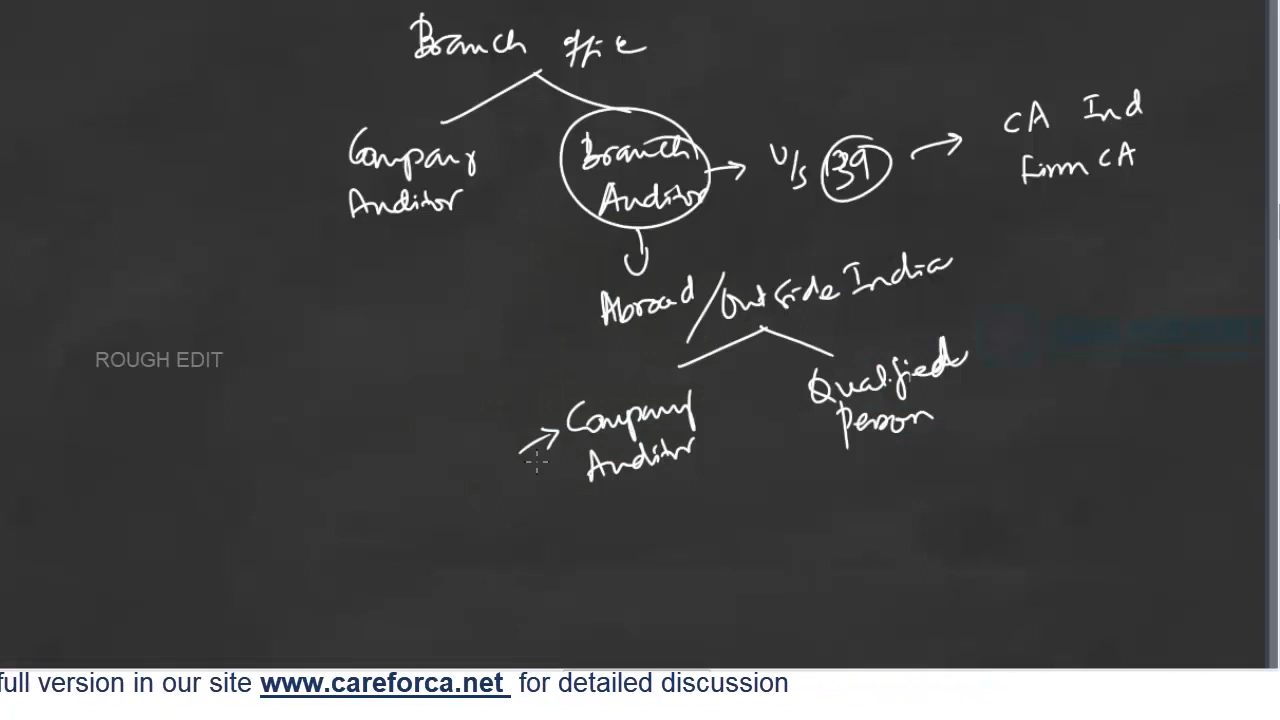 Branch office
Company
Auditor
Branch
Auditor
U/s 39
CA Ind
Firm CA
Abroad / Outside India
ROUGH EDIT
Company
Auditor
Qualified
person
full version in our site www.careforca.net for detailed discussion